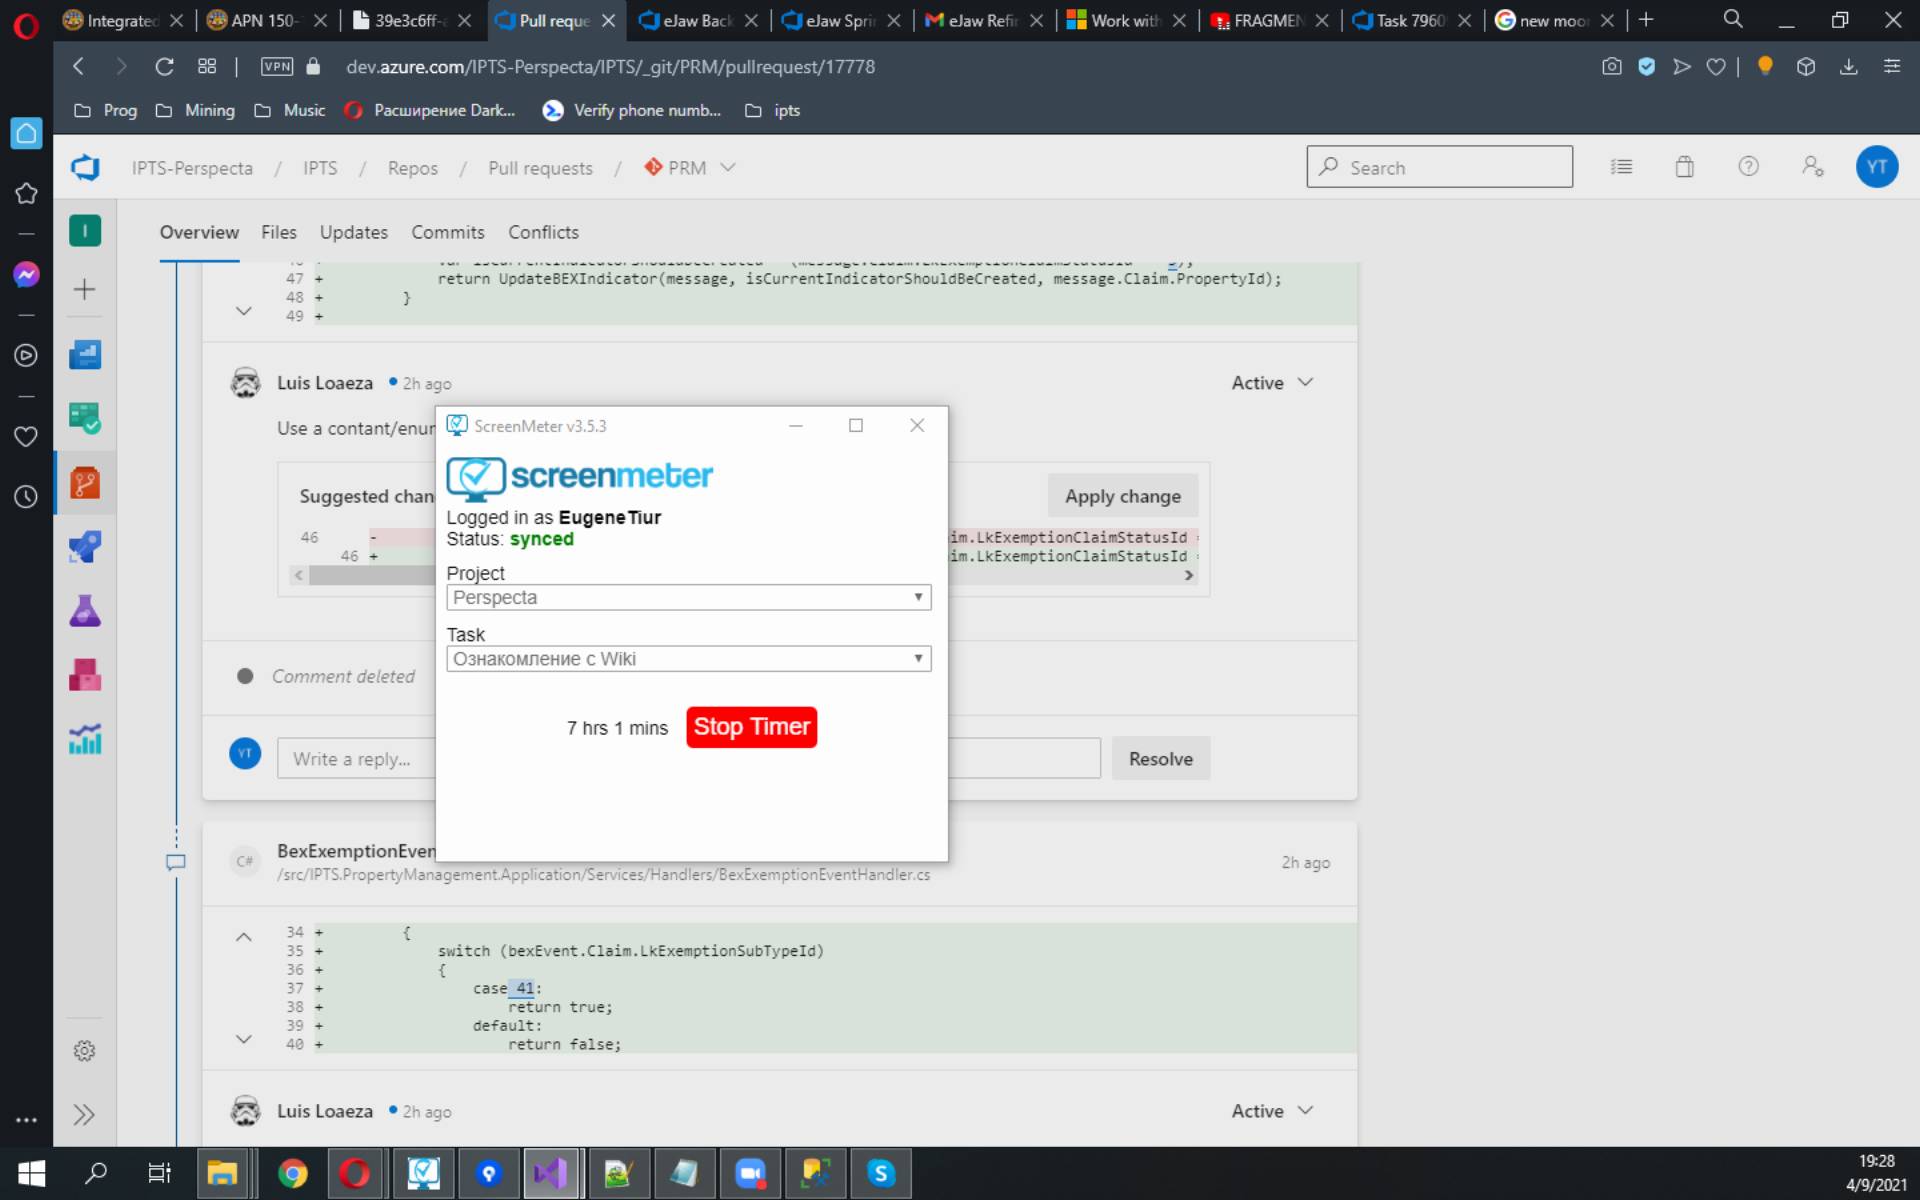 Integrated
APN 150-
39e3c6ff-
Pull reque
eJaw Back
eJaw Sprin
eJaw Refi
Work with
FRAGMEN
Task 7960
new moo
VPN
dev.azure.com/IPTS-Perspecta/IPTS/_git/PRM/pullrequest/17778
Prog
Mining
Music
Расширение Dark...
Verify phone numb...
ipts
IPTS-Perspecta / IPTS / Repos / Pull requests / PRM
Search
YT
I
Overview Files Updates Commits Conflicts
47 + return UpdateBEXIndicator(message, isCurrentIndicatorShouldBeCreated, message.Claim.PropertyId);
48 + }
49 +
Luis Loaeza 2h ago
Active
Use a contant/enur
Suggested chan
Apply change
46 - im.LkExemptionClaimStatusId
46 + im.LkExemptionClaimStatusId
Comment deleted
YT
Write a reply...
Resolve
ScreenMeter v3.5.3
screenmeter
Logged in as EugeneTiur
Status: synced
Project
Perspecta
Task
Ознакомление с Wiki
7 hrs 1 mins
Stop Timer
C#
BexExemptionEven
/src/IPTS.PropertyManagement.Application/Services/Handlers/BexExemptionEventHandler.cs
2h ago
34 + {
35 + switch (bexEvent.Claim.LkExemptionSubTypeId)
36 + {
37 + case 41:
38 + return true;
39 + default:
40 + return false;
Luis Loaeza 2h ago
Active
19:28
4/9/2021